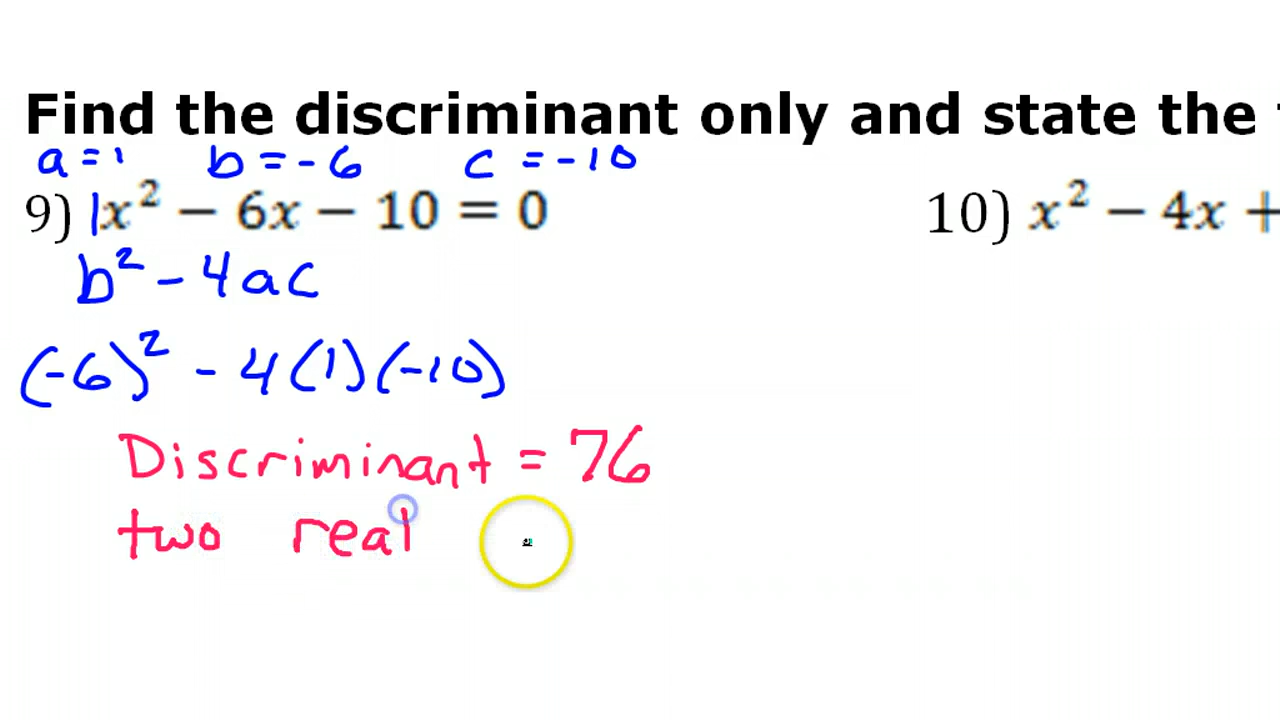 Find the discriminant only and state the
a = 1 b = -6 c = -10
9) 1x² − 6x − 10 = 0 10) x² − 4x +
b² - 4ac
(-6)² - 4(1)(-10)
Discriminant = 76
two real